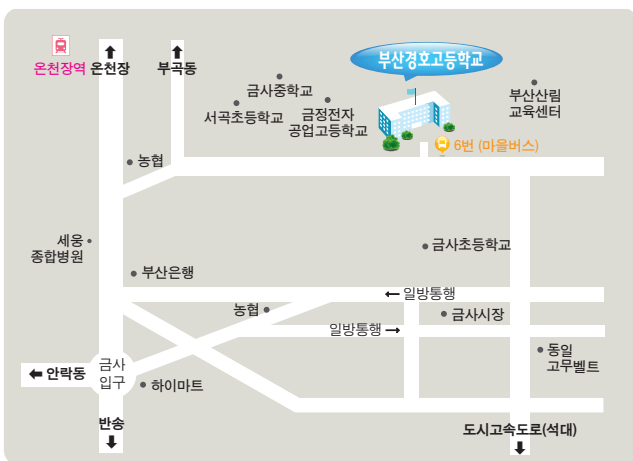 부산경호고등학교
온천장역 온천장
부곡동
금사중학교
서곡초등학교
금정전자
공업고등학교
부산산림
교육센터
6번 (마을버스)
농협
세웅
종합병원
금사초등학교
부산은행
일방통행
농협
금사시장
일방통행
동일
고무벨트
안락동
금사
입구
하이마트
반송
도시고속도로(석대)